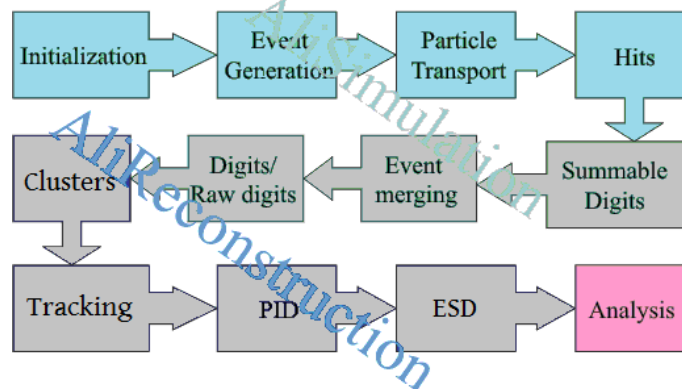 Initialization
Event
Generation
Particle
Transport
Hits
AliSimulation
Clusters
Digits/
Raw digits
Event
merging
Summable
Digits
AliReconstruction
Tracking
PID
ESD
Analysis